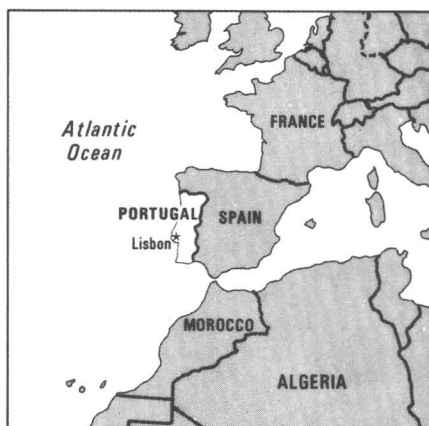 FRANCE
Atlantic
Ocean
PORTUGAL
SPAIN
Lisbon
MOROCCO
ALGERIA